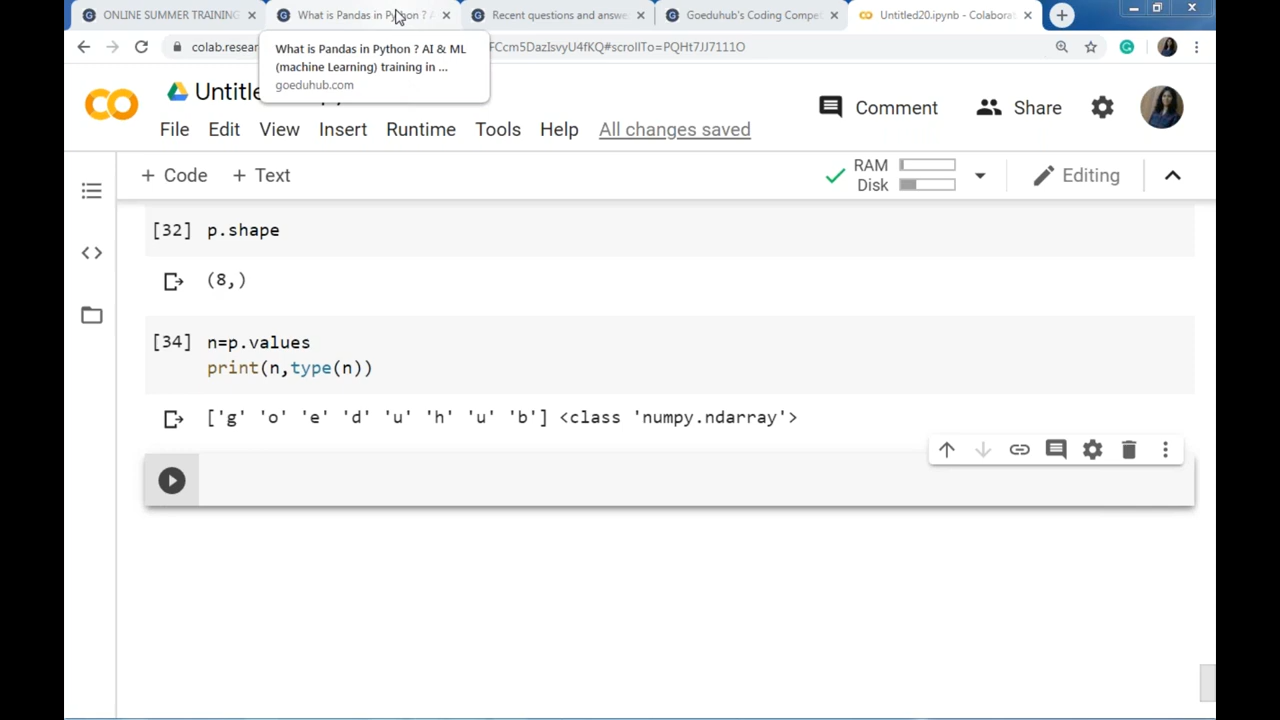 ONLINE SUMMER TRAINING
What is Pandas in Python ?
Recent questions and answe
Goeduhub's Coding Compe
Untitled20.ipynb - Colaborat
colab.resear
FCcm5DazIsvyU4fKQ#scrollTo=PQHt7JJ7111O
What is Pandas in Python ? AI & ML
(machine Learning) training in ...
goeduhub.com
CO
Comment
Share
File Edit View Insert Runtime Tools Help All changes saved
+ Code + Text
RAM
Disk
Editing
[32] p.shape
(8,)
[34] n=p.values
print(n,type(n))
['g' 'o' 'e' 'd' 'u' 'h' 'u' 'b'] <class 'numpy.ndarray'>